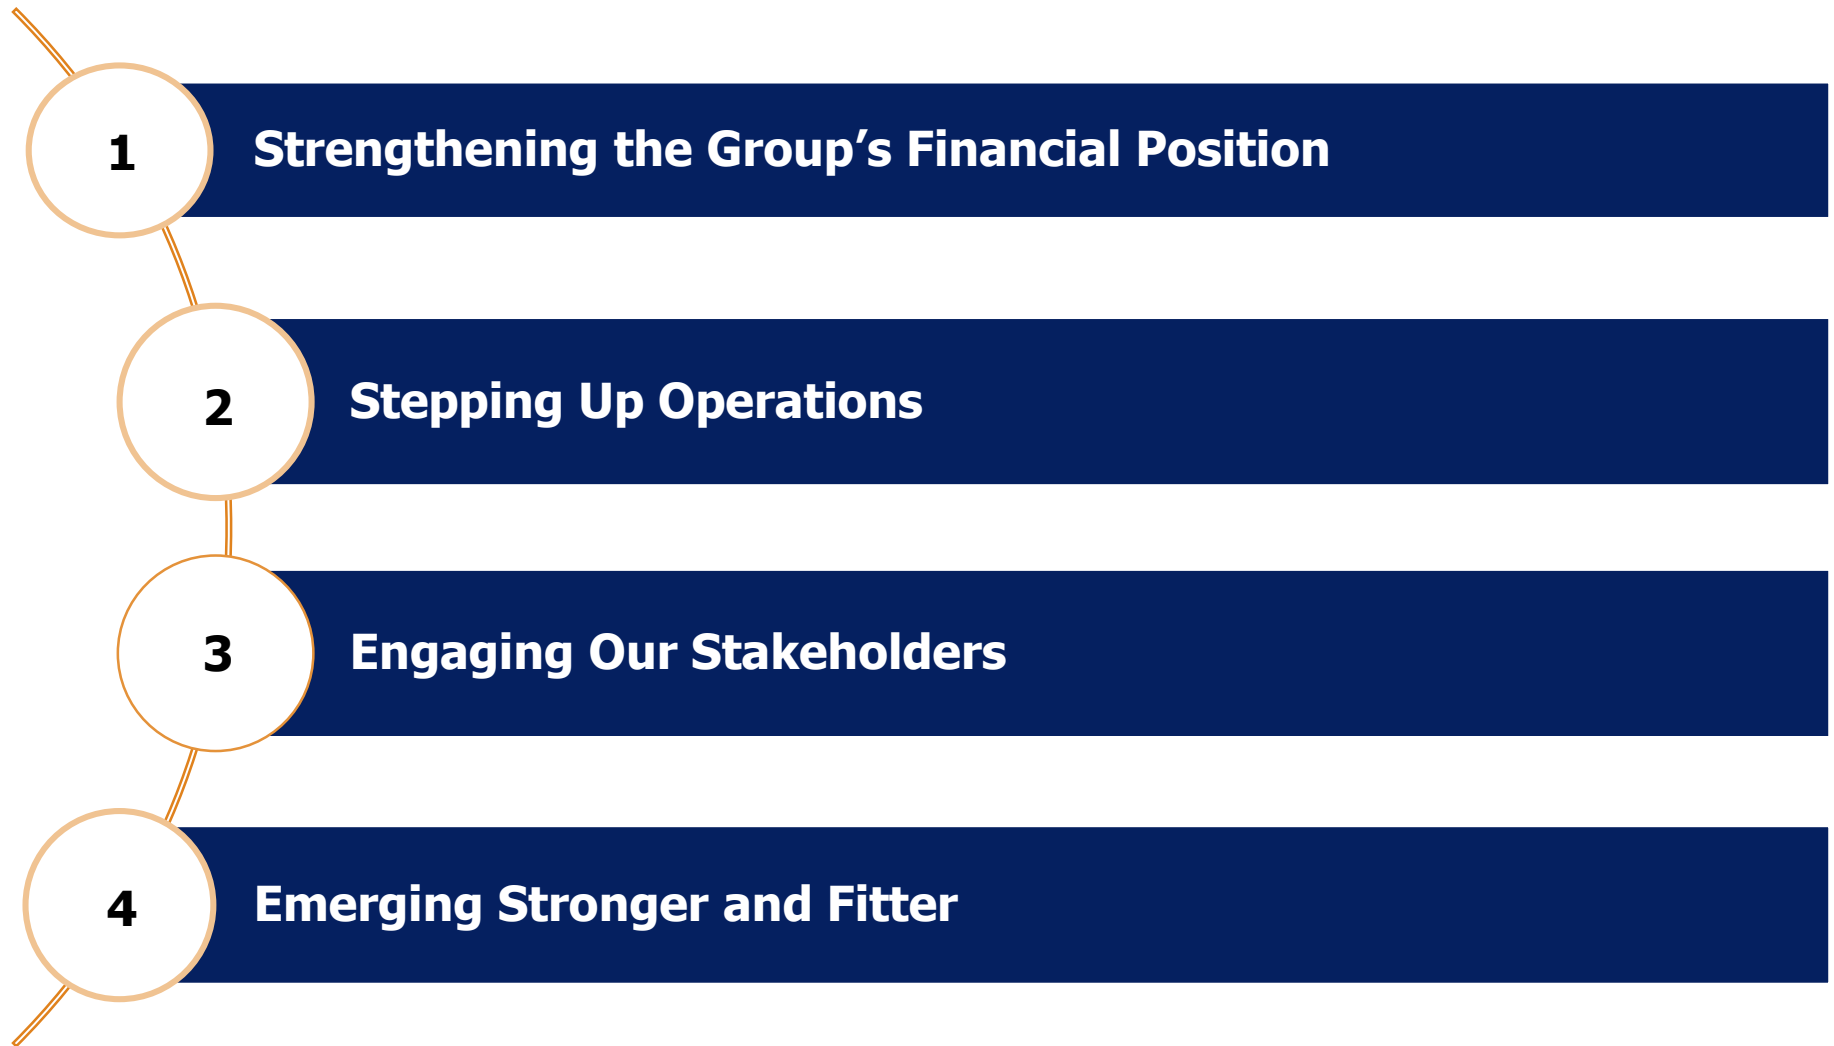 1
Strengthening the Group’s Financial Position
2
Stepping Up Operations
3
Engaging Our Stakeholders
4
Emerging Stronger and Fitter